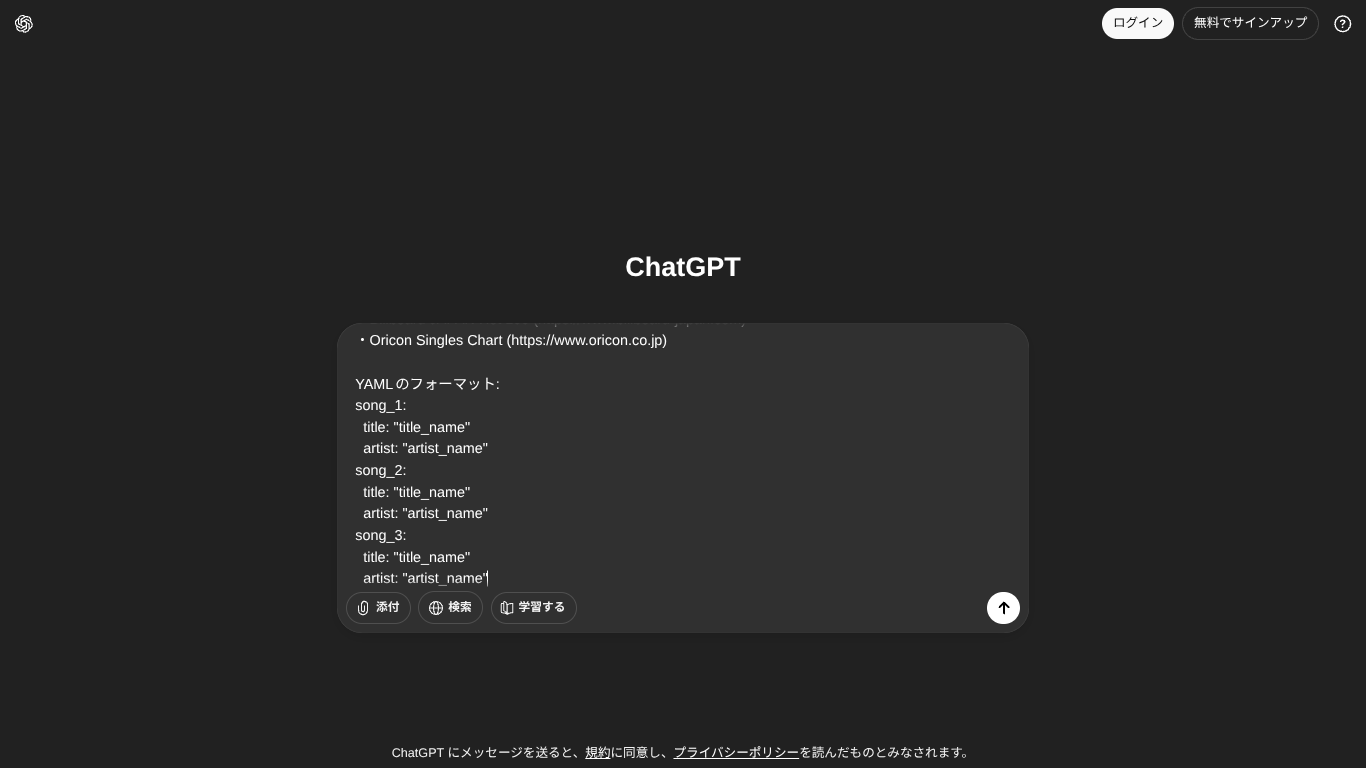 ログイン
無料でサインアップ
ChatGPT
・Oricon Singles Chart (https://www.oricon.co.jp)
YAMLのフォーマット:
song_1:
title: "title_name"
artist: "artist_name"
song_2:
title: "title_name"
artist: "artist_name"
song_3:
title: "title_name"
artist: "artist_name"
添付
検索
学習する
ChatGPT にメッセージを送ると、規約に同意し、プライバシーポリシーを読んだものとみなされます。